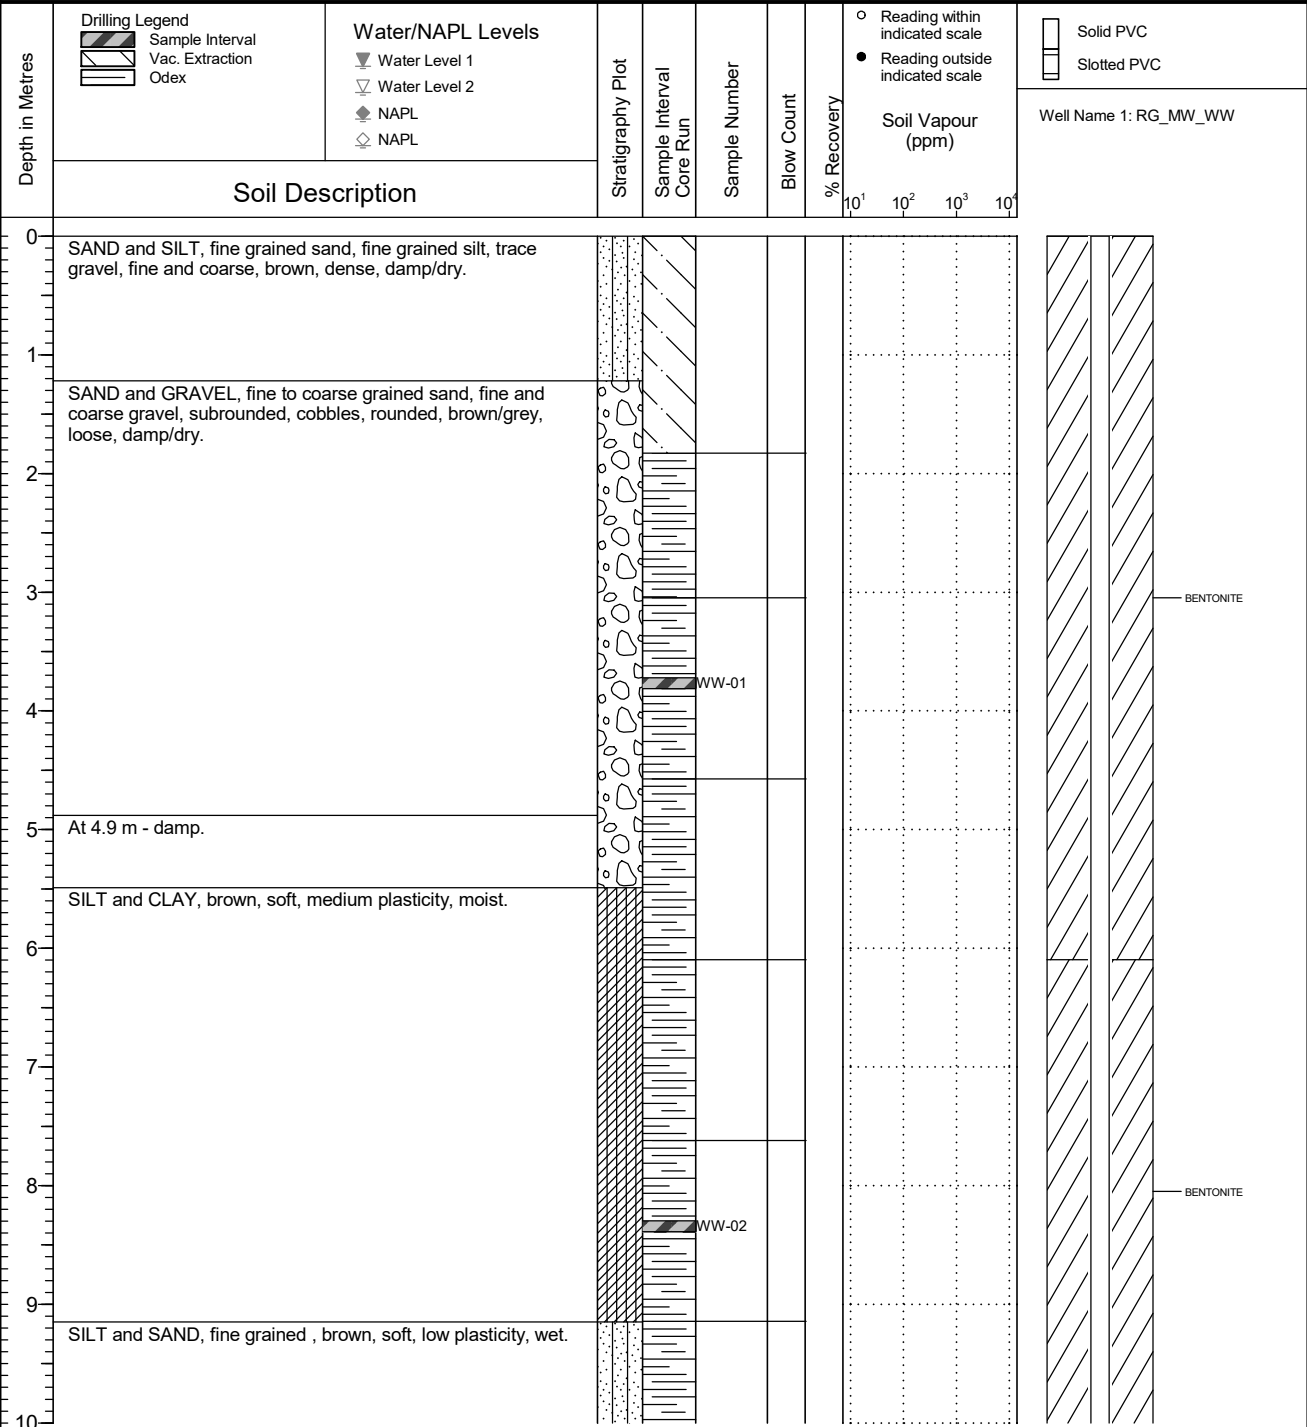 Depth in Metres
Drilling Legend
Sample Interval
Vac. Extraction
Odex
Water/NAPL Levels
Water Level 1
Water Level 2
NAPL
NAPL
Soil Description
Stratigraphy Plot
Sample Interval
Core Run
Sample Number
Blow Count
% Recovery
Reading within
indicated scale
Reading outside
indicated scale
Soil Vapour
(ppm)
10¹ 10² 10³ 10⁴
Solid PVC
Slotted PVC
Well Name 1: RG_MW_WW
0
SAND and SILT, fine grained sand, fine grained silt, trace
gravel, fine and coarse, brown, dense, damp/dry.
1
SAND and GRAVEL, fine to coarse grained sand, fine and
coarse gravel, subrounded, cobbles, rounded, brown/grey,
loose, damp/dry.
2
3
BENTONITE
WW-01
4
At 4.9 m - damp.
5
SILT and CLAY, brown, soft, medium plasticity, moist.
6
7
8
BENTONITE
WW-02
9
SILT and SAND, fine grained , brown, soft, low plasticity, wet.
10